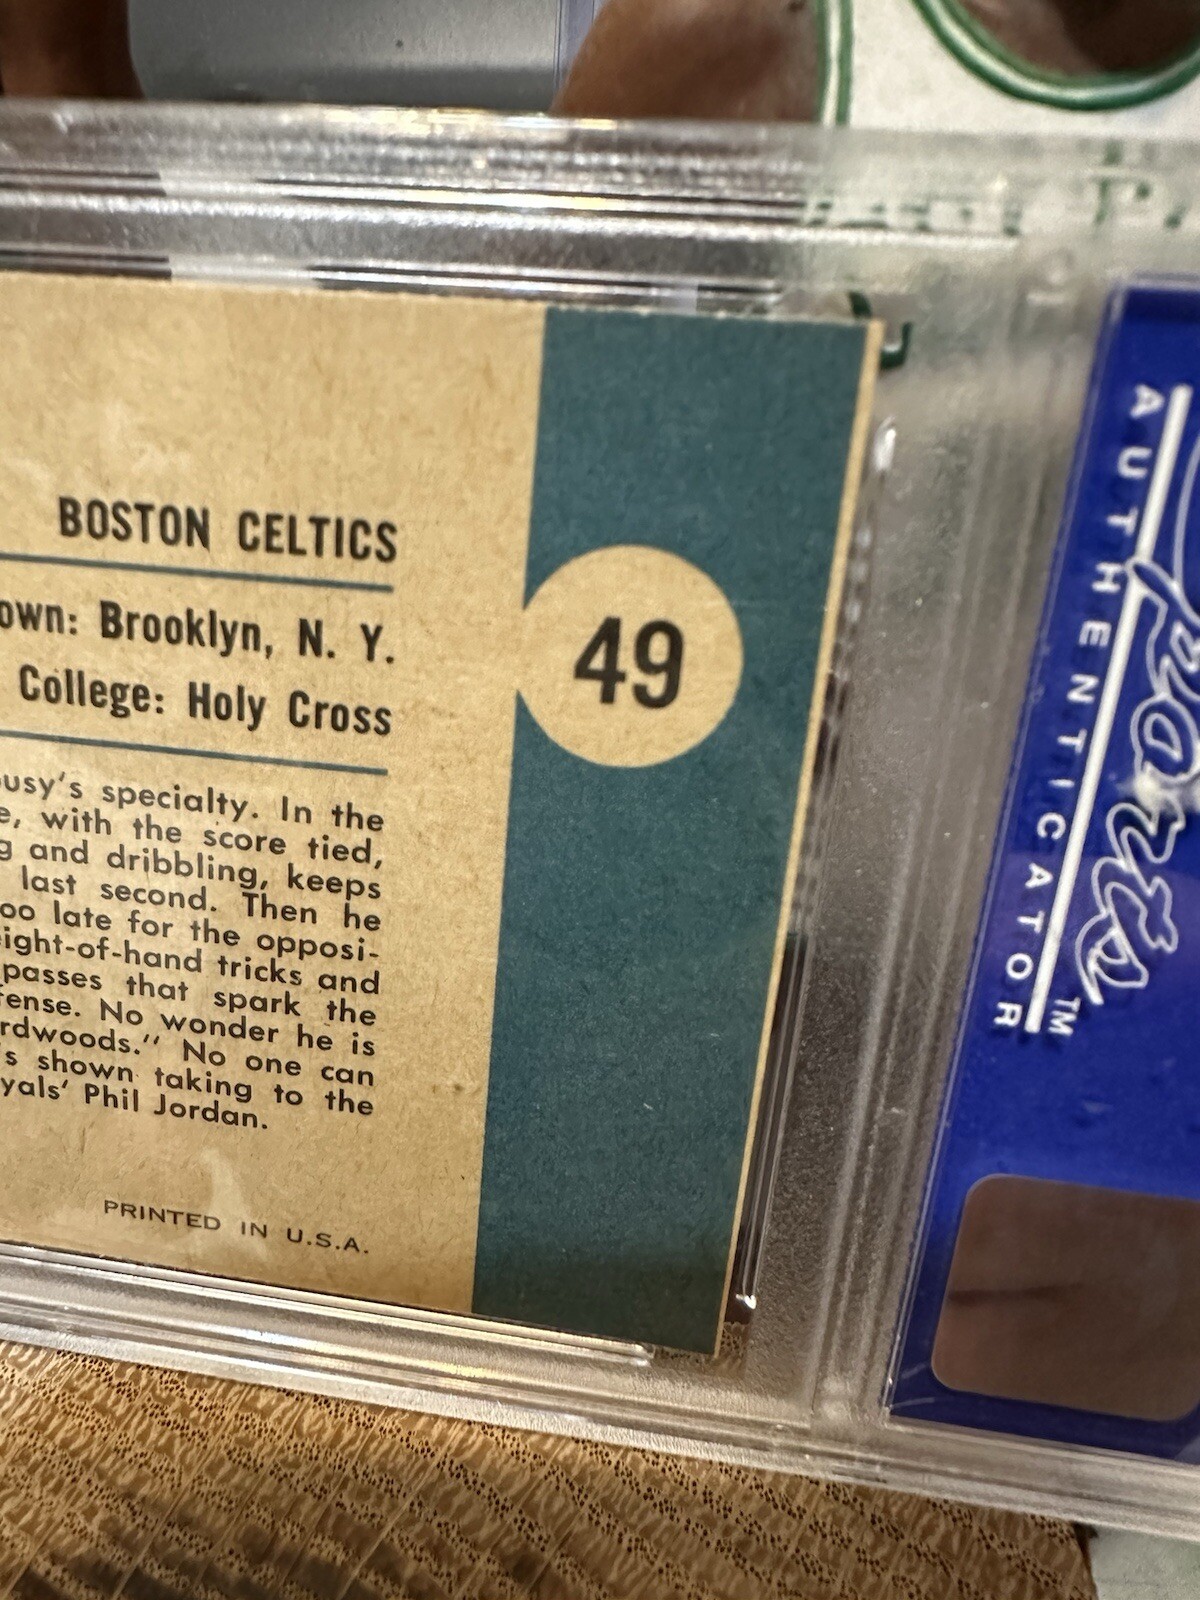 BOSTON CELTICS
own: Brooklyn, N. Y.
College: Holy Cross
49
usy's specialty. In the
e, with the score tied,
g and dribbling, keeps
last second. Then he
oo late for the opposi-
eight-of-hand tricks and
passes that spark the
ense. No wonder he is
rdwoods." No one can
's shown taking to the
yals' Phil Jordan.
PRINTED IN U.S.A.
Sports
AUTHENTICATOR
TM